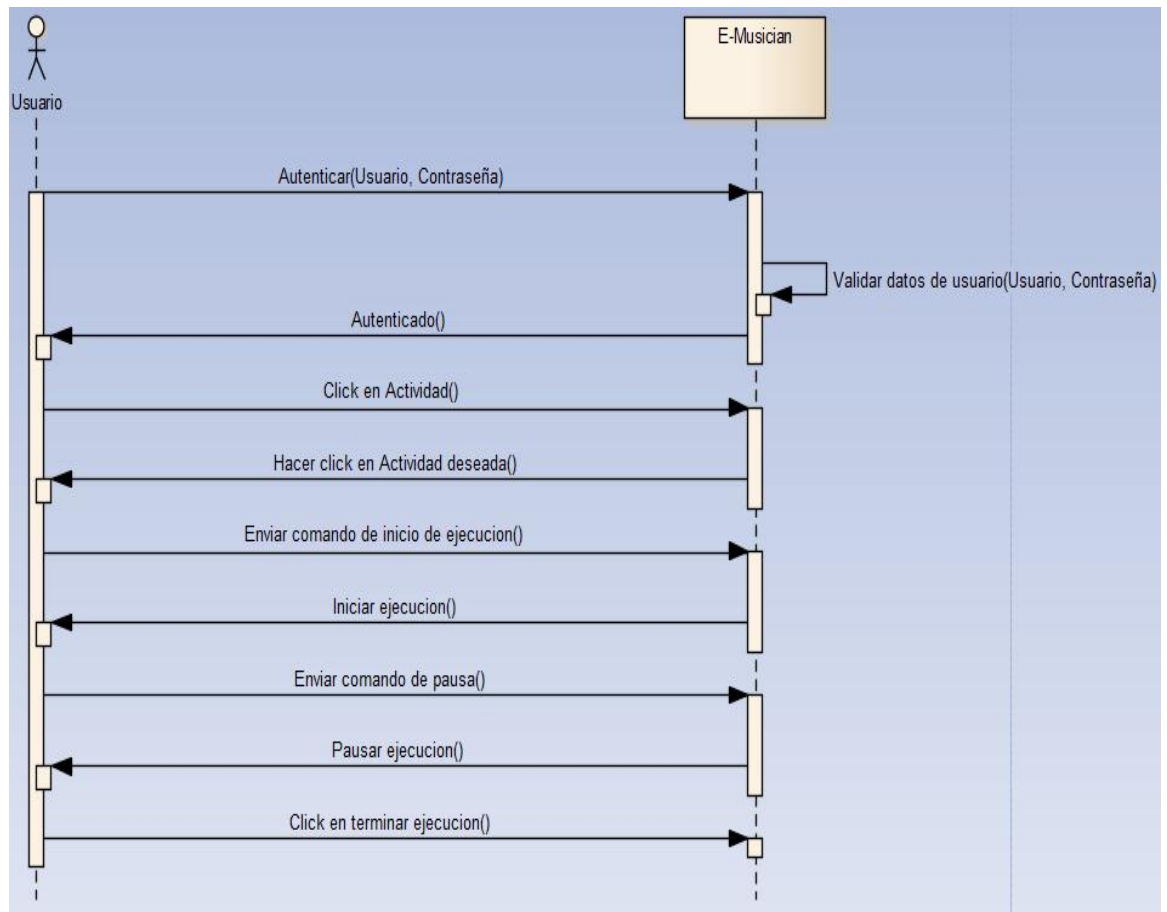 Usuario
E-Musician
Autenticar(Usuario, Contraseña)
Validar datos de usuario(Usuario, Contraseña)
Autenticado()
Click en Actividad()
Hacer click en Actividad deseada()
Enviar comando de inicio de ejecucion()
Iniciar ejecucion()
Enviar comando de pausa()
Pausar ejecucion()
Click en terminar ejecucion()